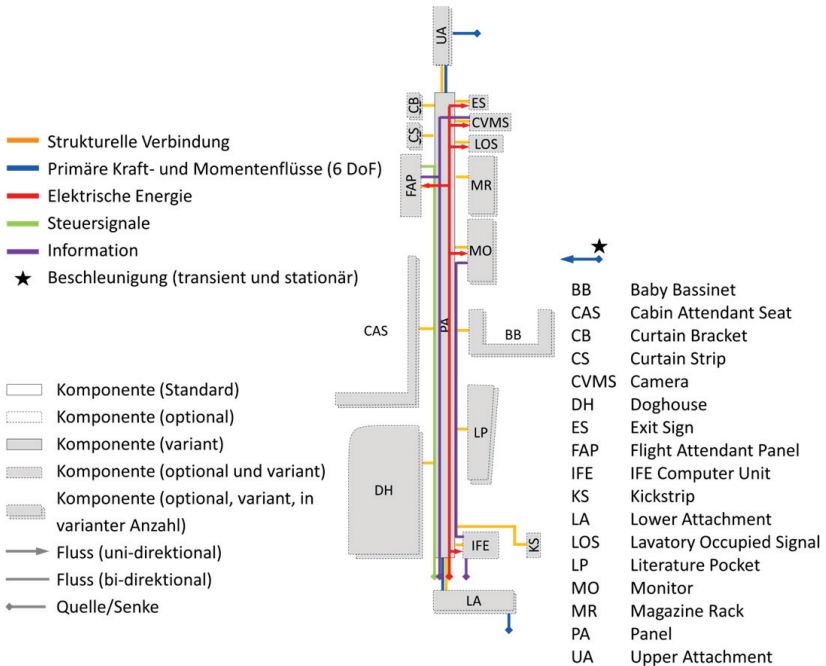 Strukturelle Verbindung
Primäre Kraft- und Momentenflüsse (6 DoF)
Elektrische Energie
Steuersignale
Information
Beschleunigung (transient und stationär)
Komponente (Standard)
Komponente (optional)
Komponente (variant)
Komponente (optional und variant)
Komponente (optional, variant, in
varianter Anzahl)
Fluss (uni-direktional)
Fluss (bi-direktional)
Quelle/Senke
UA
CB
ES
CVMS
CS
LOS
FAP
MR
MO
CAS
PA
BB
LP
DH
IFE
KS
LA
BB Baby Bassinet
CAS Cabin Attendant Seat
CB Curtain Bracket
CS Curtain Strip
CVMS Camera
DH Doghouse
ES Exit Sign
FAP Flight Attendant Panel
IFE IFE Computer Unit
KS Kickstrip
LA Lower Attachment
LOS Lavatory Occupied Signal
LP Literature Pocket
MO Monitor
MR Magazine Rack
PA Panel
UA Upper Attachment